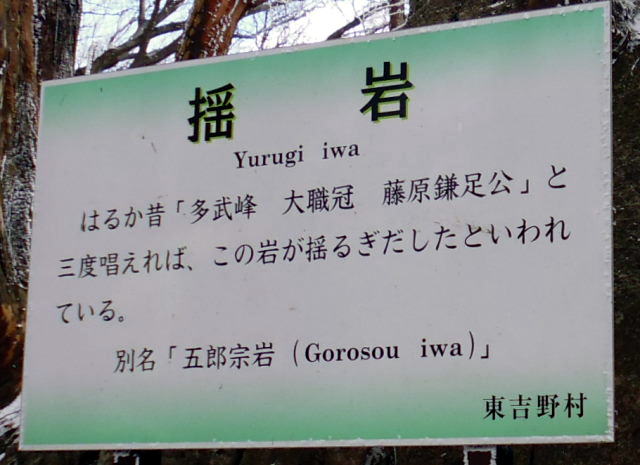 揺岩
Yurugi iwa
はるか昔「多武峰　大職冠　藤原鎌足公」と
三度唱えれば、この岩が揺るぎだしたといわれ
ている。
別名「五郎宗岩(Gorosou iwa)」
東吉野村